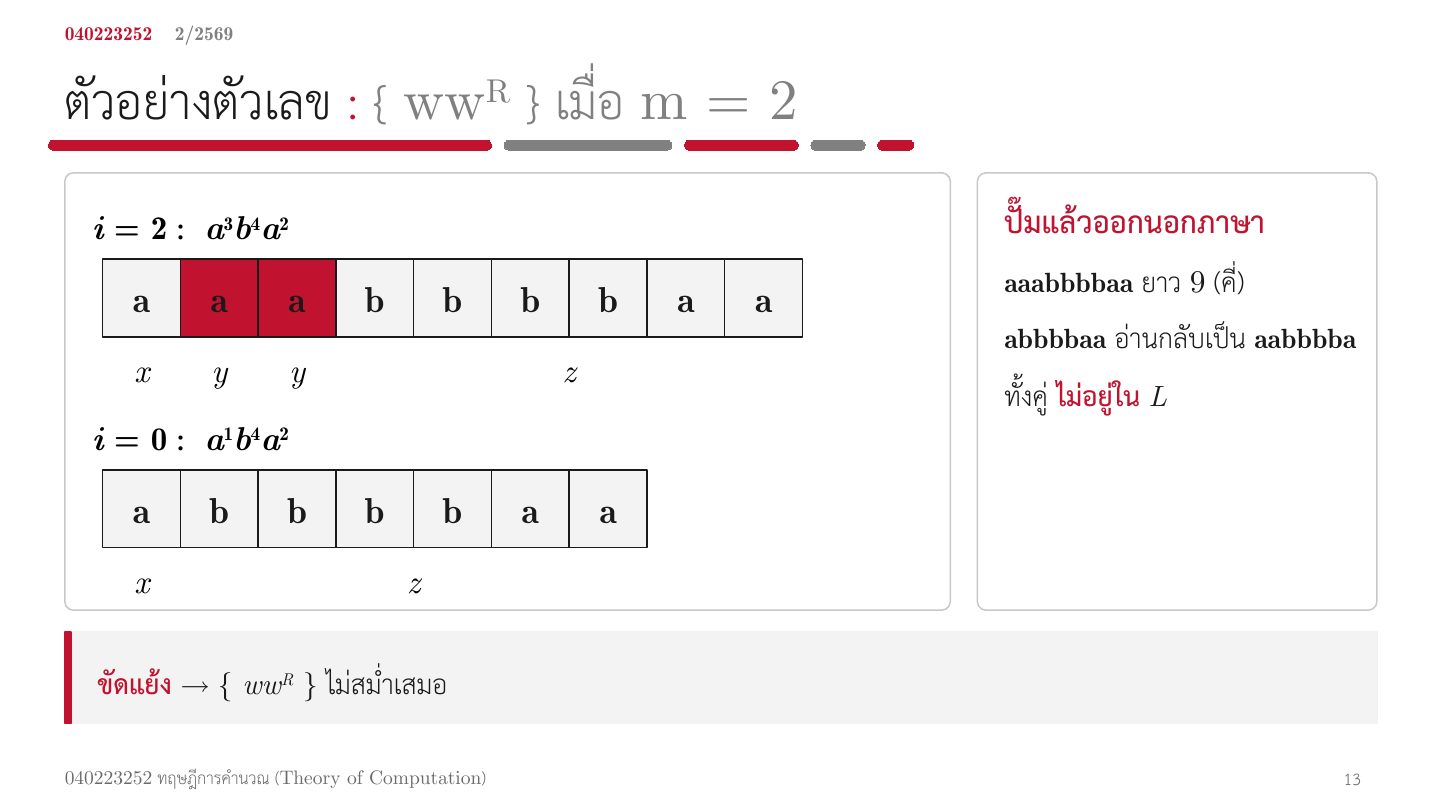 040223252 2/2569
ตัวอย่างตัวเลข : { wwᴿ } เมื่อ m = 2
i = 2 : a³b⁴a²
a a a b b b b a a
x y y z
i = 0 : a¹b⁴a²
a b b b b a a
x z
ปั๊มแล้วออกนอกภาษา
aaabbbbaa ยาว 9 (คี่)
abbbbaa อ่านกลับเป็น aabbbba
ทั้งคู่ ไม่อยู่ใน L
ขัดแย้ง → { wwᴿ } ไม่สม่ำเสมอ
040223252 ทฤษฎีการคำนวณ (Theory of Computation)
13